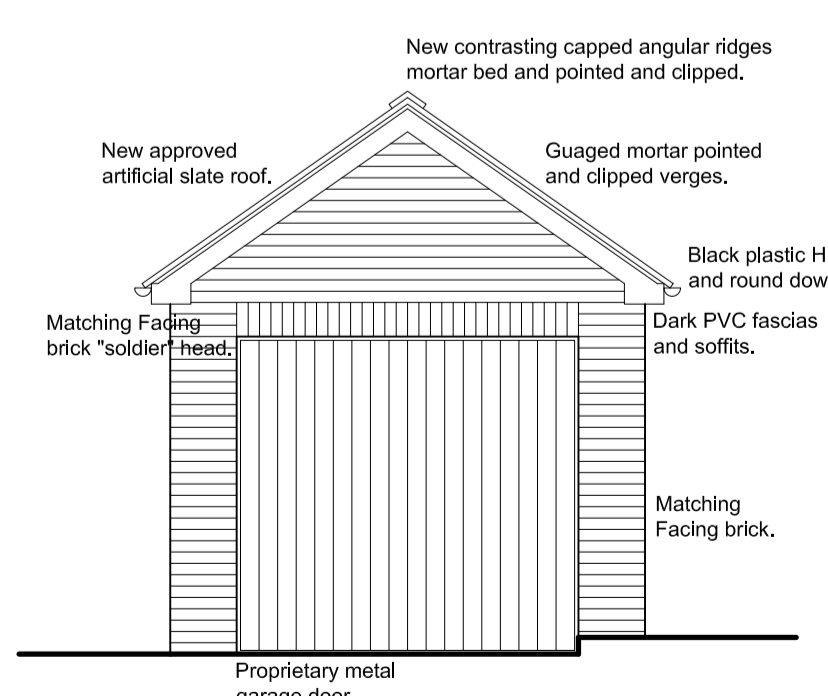 New contrasting capped angular ridges
mortar bed and pointed and clipped.
New approved
artificial slate roof.
Guaged mortar pointed
and clipped verges.
Black plastic H
and round dow
Matching Facing
brick "soldier" head.
Dark PVC fascias
and soffits.
Matching
Facing brick.
Proprietary metal
garage door